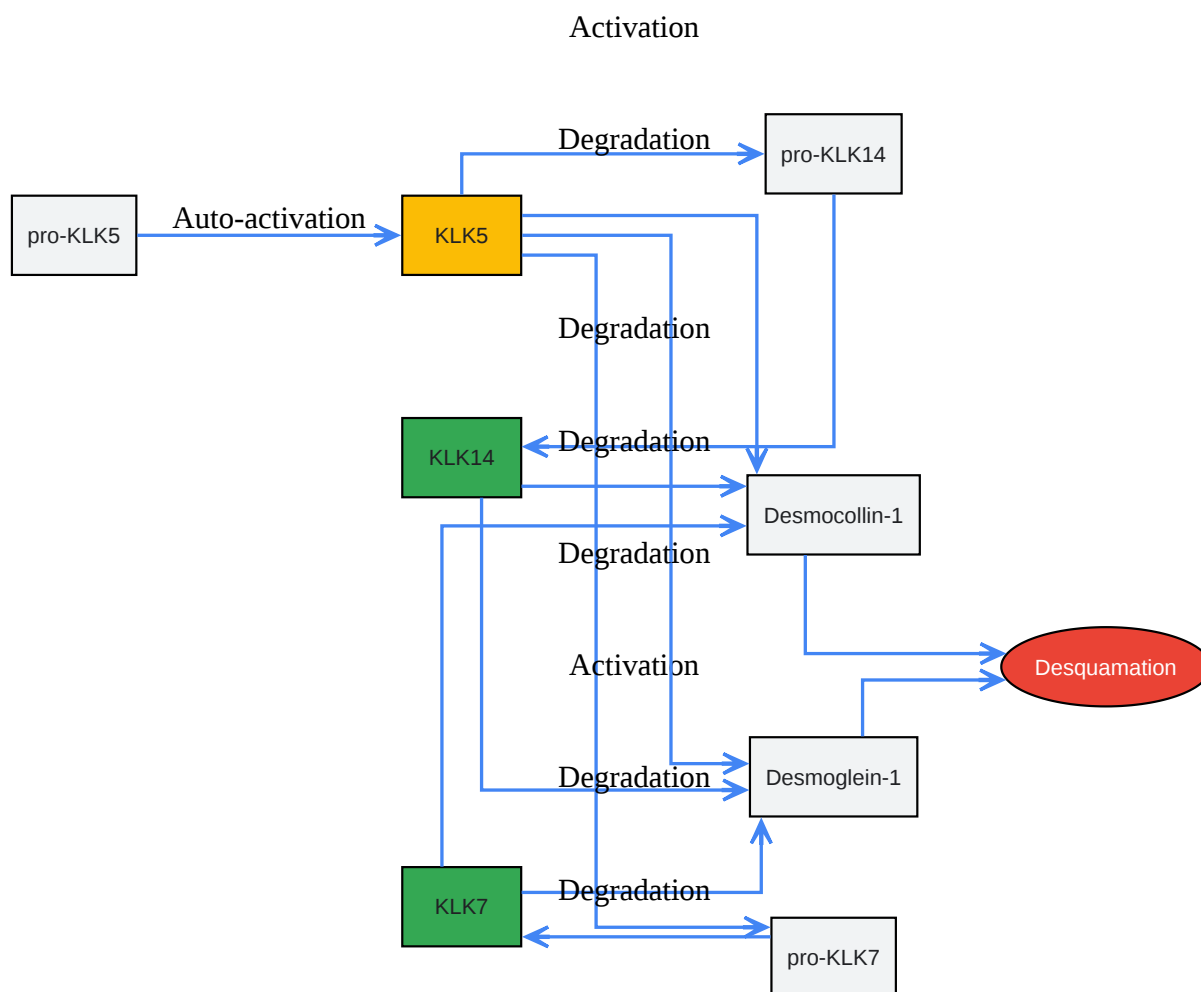 Activation
Degradation
pro-KLK14
Auto-activation
pro-KLK5
KLK5
Degradation
Degradation
KLK14
Desmocollin-1
Degradation
Activation
Desquamation
Degradation
Desmoglein-1
Degradation
KLK7
pro-KLK7